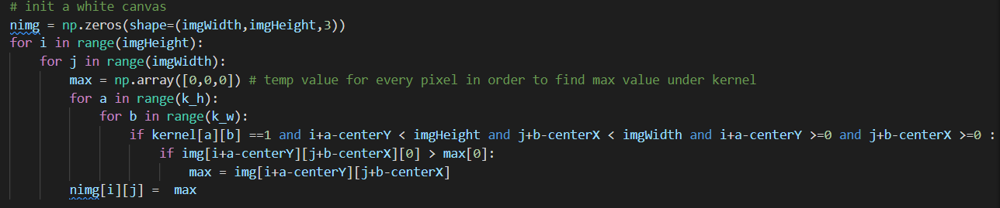 # init a white canvas
nimg = np.zeros(shape=(imgWidth,imgHeight,3))
for i in range(imgHeight):
    for j in range(imgWidth):
        max = np.array([0,0,0]) # temp value for every pixel in order to find max value under kernel
        for a in range(k_h):
            for b in range(k_w):
                if kernel[a][b] ==1 and i+a-centerY < imgHeight and j+b-centerX < imgWidth and i+a-centerY >=0 and j+b-centerX >=0 :
                    if img[i+a-centerY][j+b-centerX][0] > max[0]:
                        max = img[i+a-centerY][j+b-centerX]
        nimg[i][j] =  max